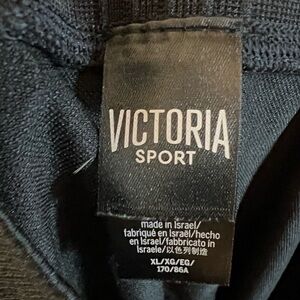 VICTORIA
SPORT
made in Israel/
fabriqué en Israël/hecho
en Israel/fabbricato in
Israele/以色列制造
XL/XG/EG/
170/86A